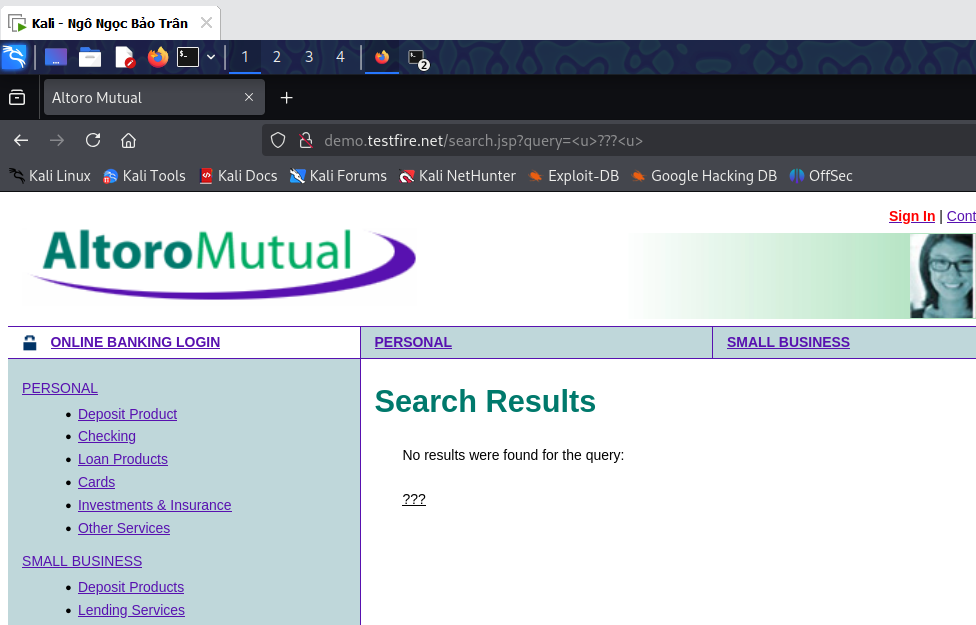 Kali - Ngô Ngọc Bảo Trân
1 2 3 4 2
Altoro Mutual
demo.testfire.net/search.jsp?query=<u>???<u>
Kali Linux Kali Tools Kali Docs Kali Forums Kali NetHunter Exploit-DB Google Hacking DB OffSec
Sign In | Cont
AltoroMutual
ONLINE BANKING LOGIN PERSONAL SMALL BUSINESS
PERSONAL
Deposit Product
Checking
Loan Products
Cards
Investments & Insurance
Other Services
SMALL BUSINESS
Deposit Products
Lending Services
Search Results
No results were found for the query:
???